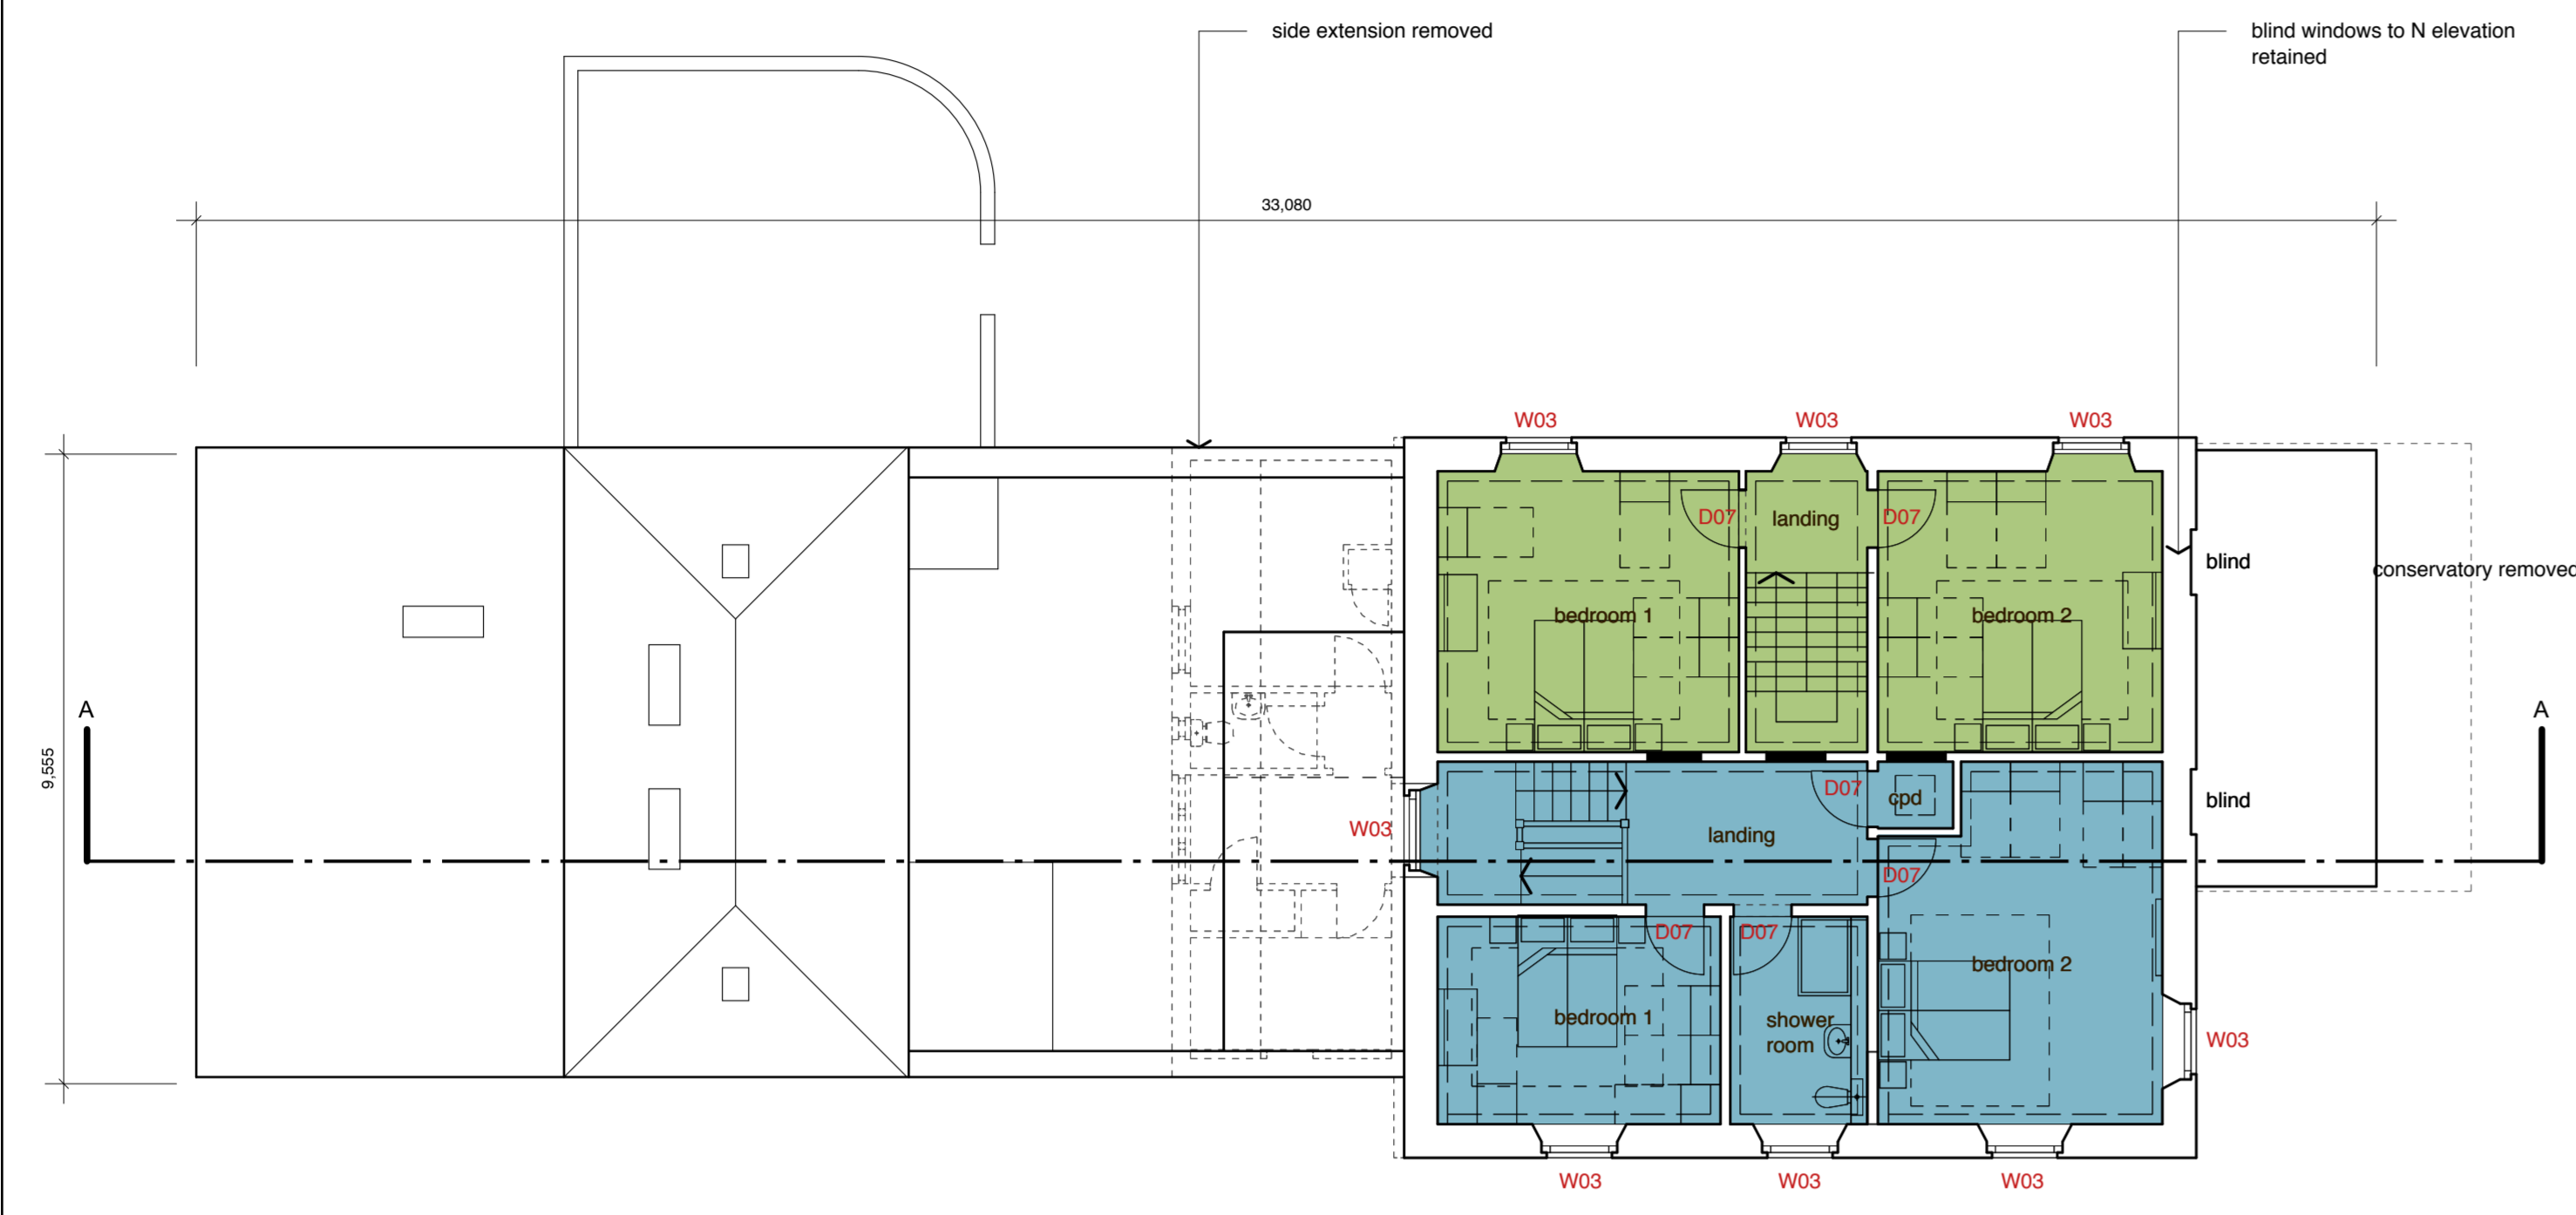 side extension removed
blind windows to N elevation
retained
33,080
W03
W03
W03
D07
landing
D07
blind
conservatory removed
bedroom 1
bedroom 2
A
A
9,555
D07
cpd
blind
W03
landing
D07
D07
D07
bedroom 2
bedroom 1
shower
room
W03
W03
W03
W03